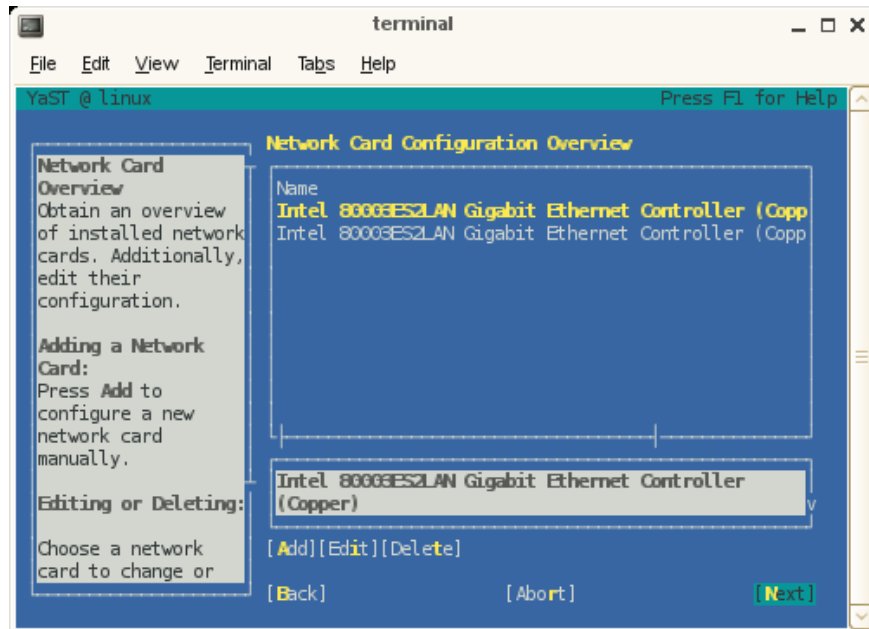 terminal
File Edit View Terminal Tabs Help
YaST @ linux Press F1 for Help
Network Card
Overview
Obtain an overview
of installed network
cards. Additionally,
edit their
configuration.
Adding a Network
Card:
Press Add to
configure a new
network card
manually.
Editing or Deleting:
Choose a network
card to change or
Network Card Configuration Overview
Name
Intel 80003ES2LAN Gigabit Ethernet Controller (Copp
Intel 80003ES2LAN Gigabit Ethernet Controller (Copp
Intel 80003ES2LAN Gigabit Ethernet Controller
(Copper)
[Add][Edit][Delete]
[Back] [Abort] [Next]